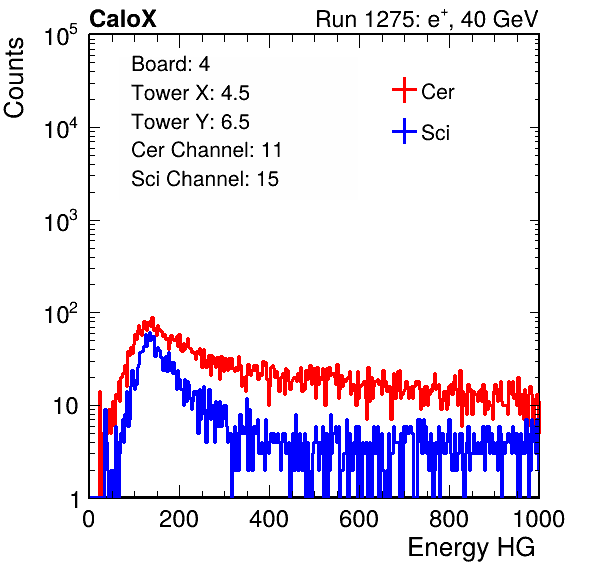 CaloX Run 1275: e⁺, 40 GeV
Counts
10⁵
10⁴
10³
10²
10
1
Board: 4
Tower X: 4.5
Tower Y: 6.5
Cer Channel: 11
Sci Channel: 15
Cer
Sci
0 200 400 600 800 1000
Energy HG